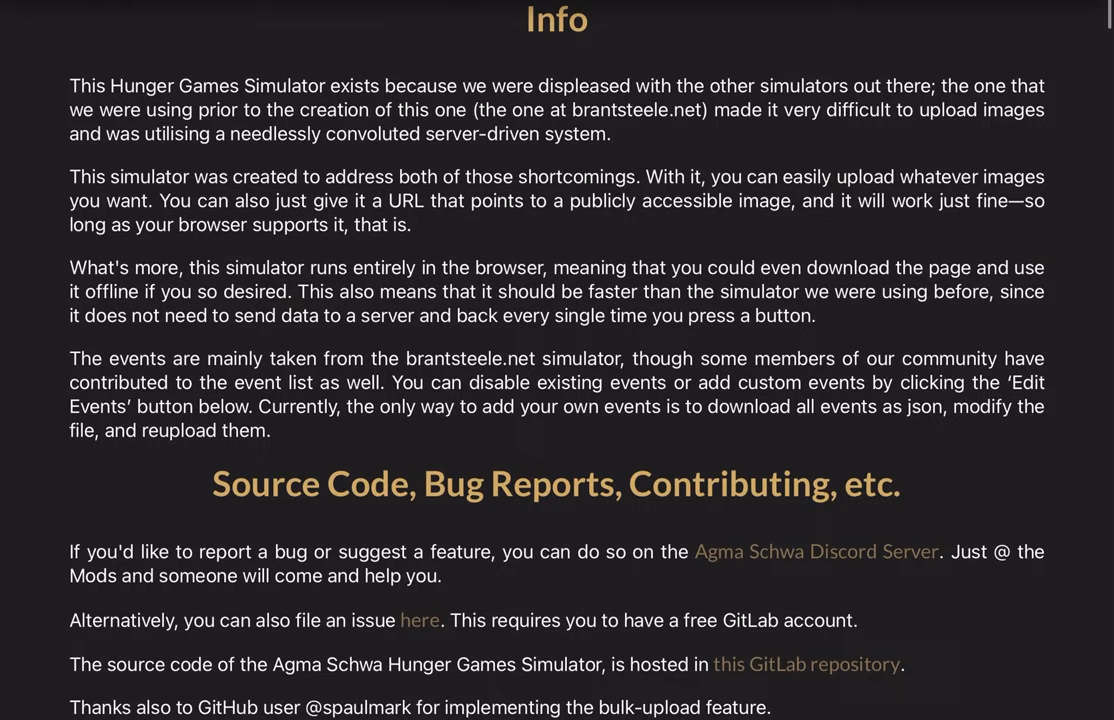 Info
This Hunger Games Simulator exists because we were displeased with the other simulators out there; the one that
we were using prior to the creation of this one (the one at brantsteele.net) made it very difficult to upload images
and was utilising a needlessly convoluted server-driven system.
This simulator was created to address both of those shortcomings. With it, you can easily upload whatever images
you want. You can also just give it a URL that points to a publicly accessible image, and it will work just fine—so
long as your browser supports it, that is.
What's more, this simulator runs entirely in the browser, meaning that you could even download the page and use
it offline if you so desired. This also means that it should be faster than the simulator we were using before, since
it does not need to send data to a server and back every single time you press a button.
The events are mainly taken from the brantsteele.net simulator, though some members of our community have
contributed to the event list as well. You can disable existing events or add custom events by clicking the ‘Edit
Events’ button below. Currently, the only way to add your own events is to download all events as json, modify the
file, and reupload them.
Source Code, Bug Reports, Contributing, etc.
If you'd like to report a bug or suggest a feature, you can do so on the Agma Schwa Discord Server. Just @ the
Mods and someone will come and help you.
Alternatively, you can also file an issue here. This requires you to have a free GitLab account.
The source code of the Agma Schwa Hunger Games Simulator, is hosted in this GitLab repository.
Thanks also to GitHub user @spaulmark for implementing the bulk-upload feature.